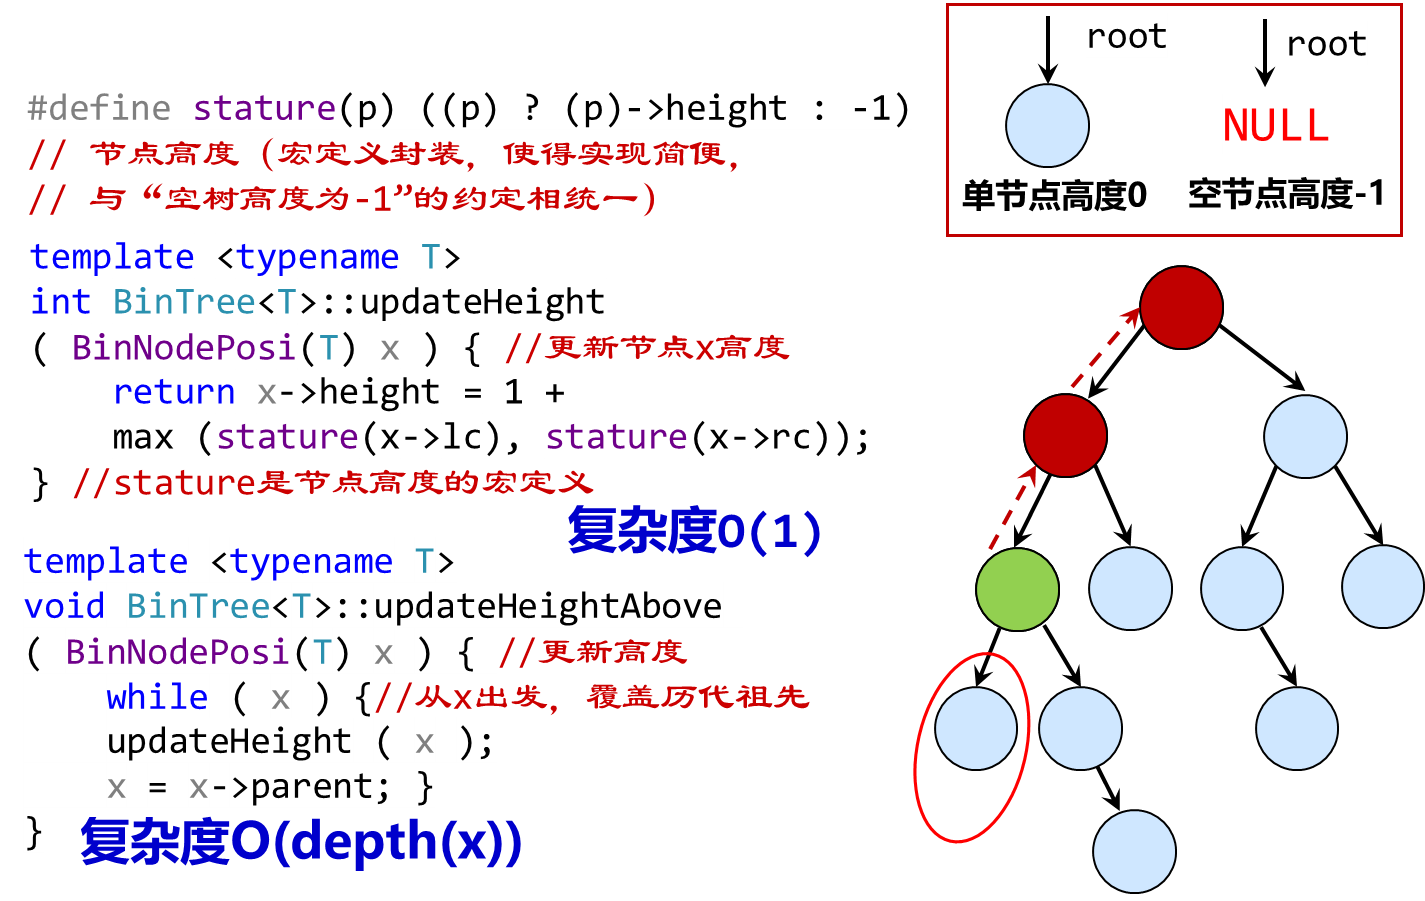 #define stature(p) ((p) ? (p)->height : -1)
// 节点高度（宏定义封装，使得实现简便，
// 与“空树高度为-1”的约定相统一）
template <typename T>
int BinTree<T>::updateHeight
( BinNodePosi(T) x ) { //更新节点x高度
return x->height = 1 +
max (stature(x->lc), stature(x->rc));
} //stature是节点高度的宏定义
复杂度O(1)
template <typename T>
void BinTree<T>::updateHeightAbove
( BinNodePosi(T) x ) { //更新高度
while ( x ) {//从x出发，覆盖历代祖先
updateHeight ( x );
x = x->parent; }
}
复杂度O(depth(x))
root
root
NULL
单节点高度0
空节点高度-1